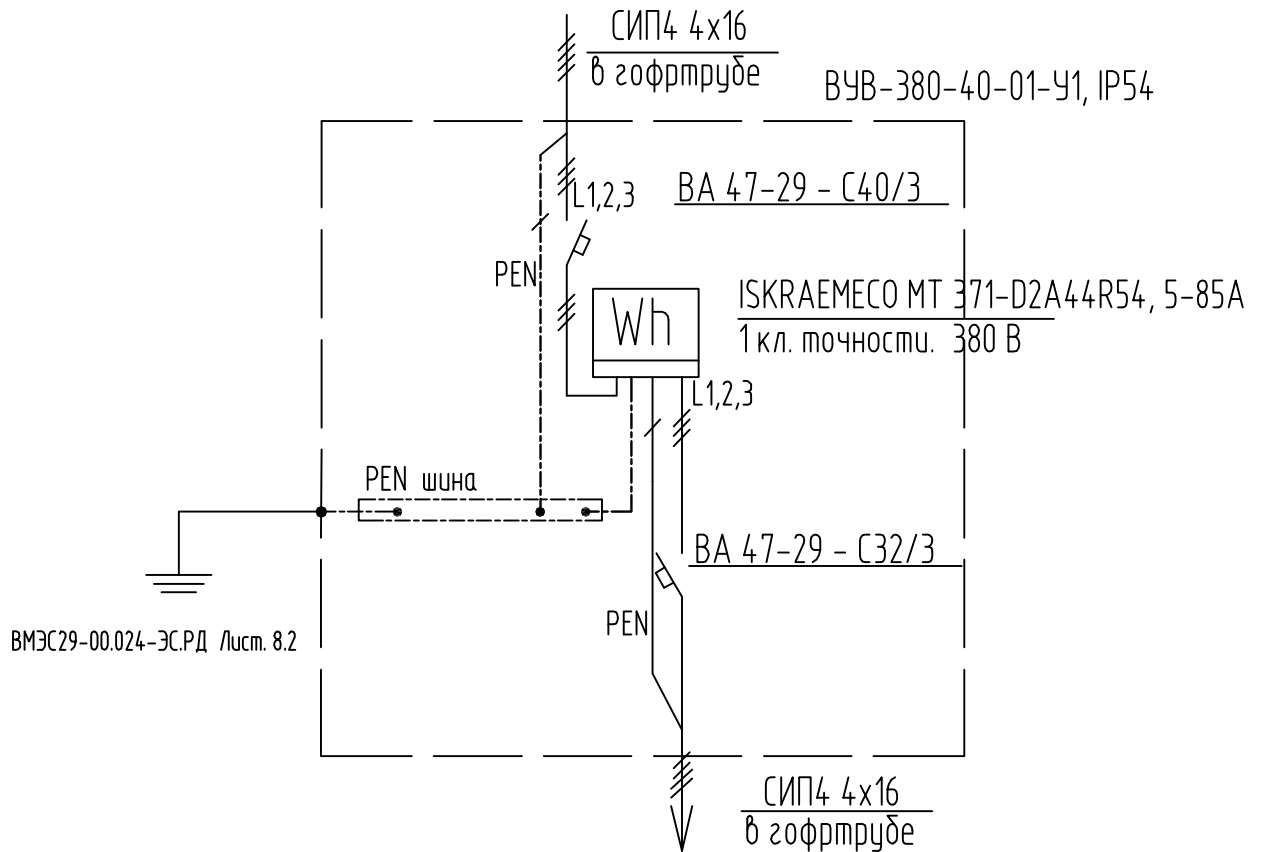 СИП4 4х16
в гофртрубе
ВУВ-380-40-01-У1, IP54
ВА 47-29 - С40/3
L1,2,3
PEN
ISKRAEMECO MT 371-D2A44R54, 5-85A
Wh
1 кл. точности. 380 В
L1,2,3
PEN шина
ВА 47-29 - С32/3
PEN
ВМЭС29-00.024-ЭС.РД Лист. 8.2
СИП4 4х16
в гофртрубе